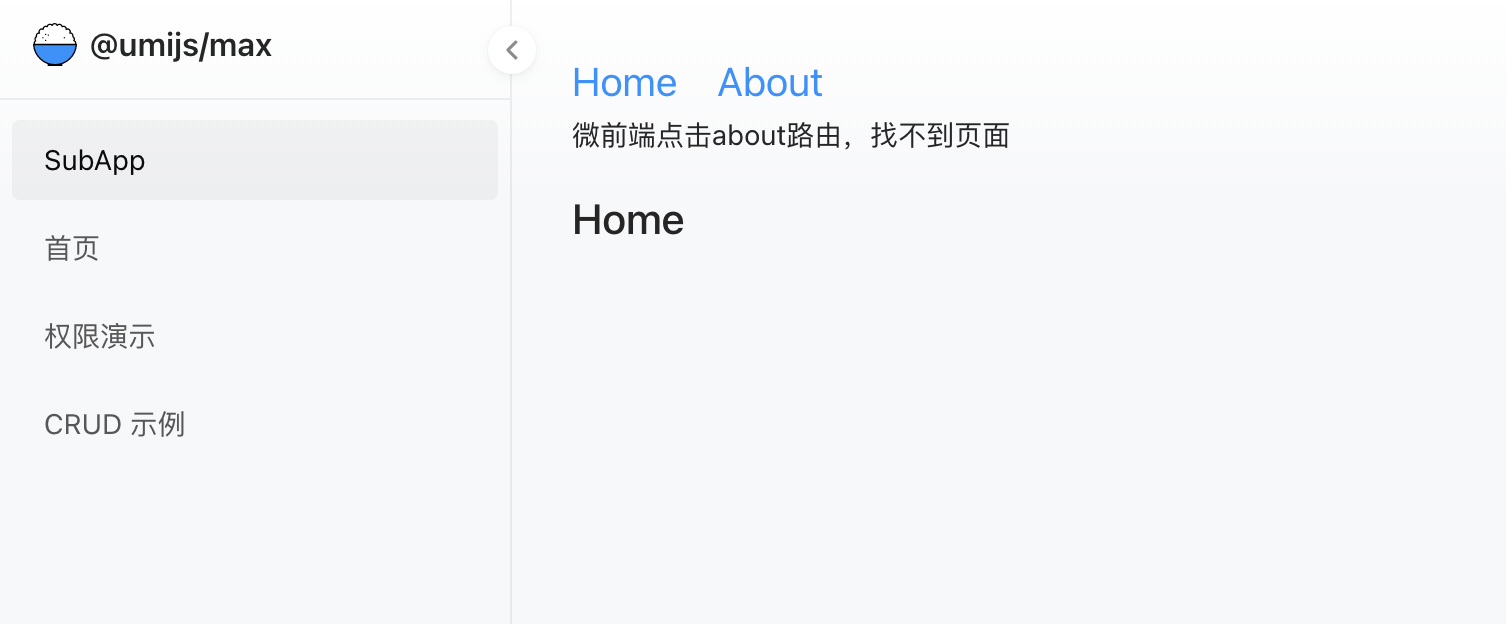 @umijs/max
SubApp
首页
权限演示
CRUD 示例
Home About
微前端点击about路由，找不到页面
Home